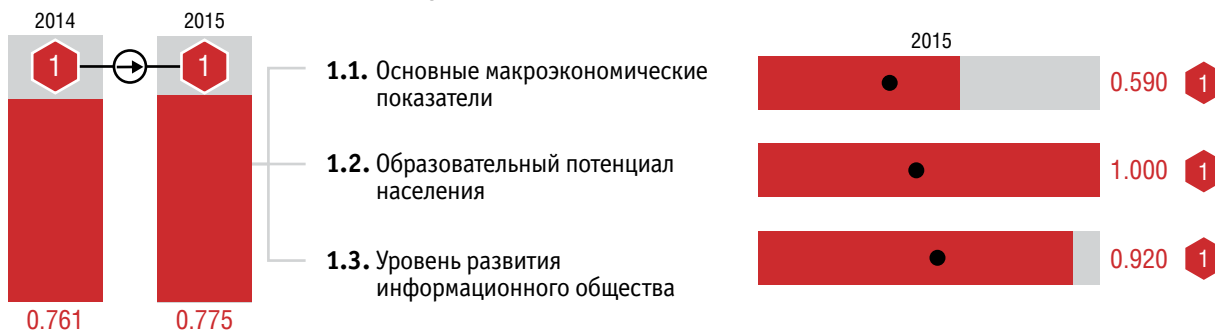 2014
2015
1
1
0.761
0.775
1.1. Основные макроэкономические
показатели
1.2. Образовательный потенциал
населения
1.3. Уровень развития
информационного общества
2015
0.590 1
1.000 1
0.920 1